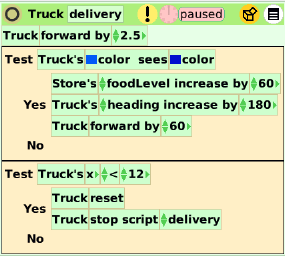 Truck delivery ! paused
Truck forward by 2.5
Test Truck's color sees color
Store's foodLevel increase by 60
Yes Truck's heading increase by 180
Truck forward by 60
No
Test Truck's x < 12
Truck reset
Yes
Truck stop script delivery
No